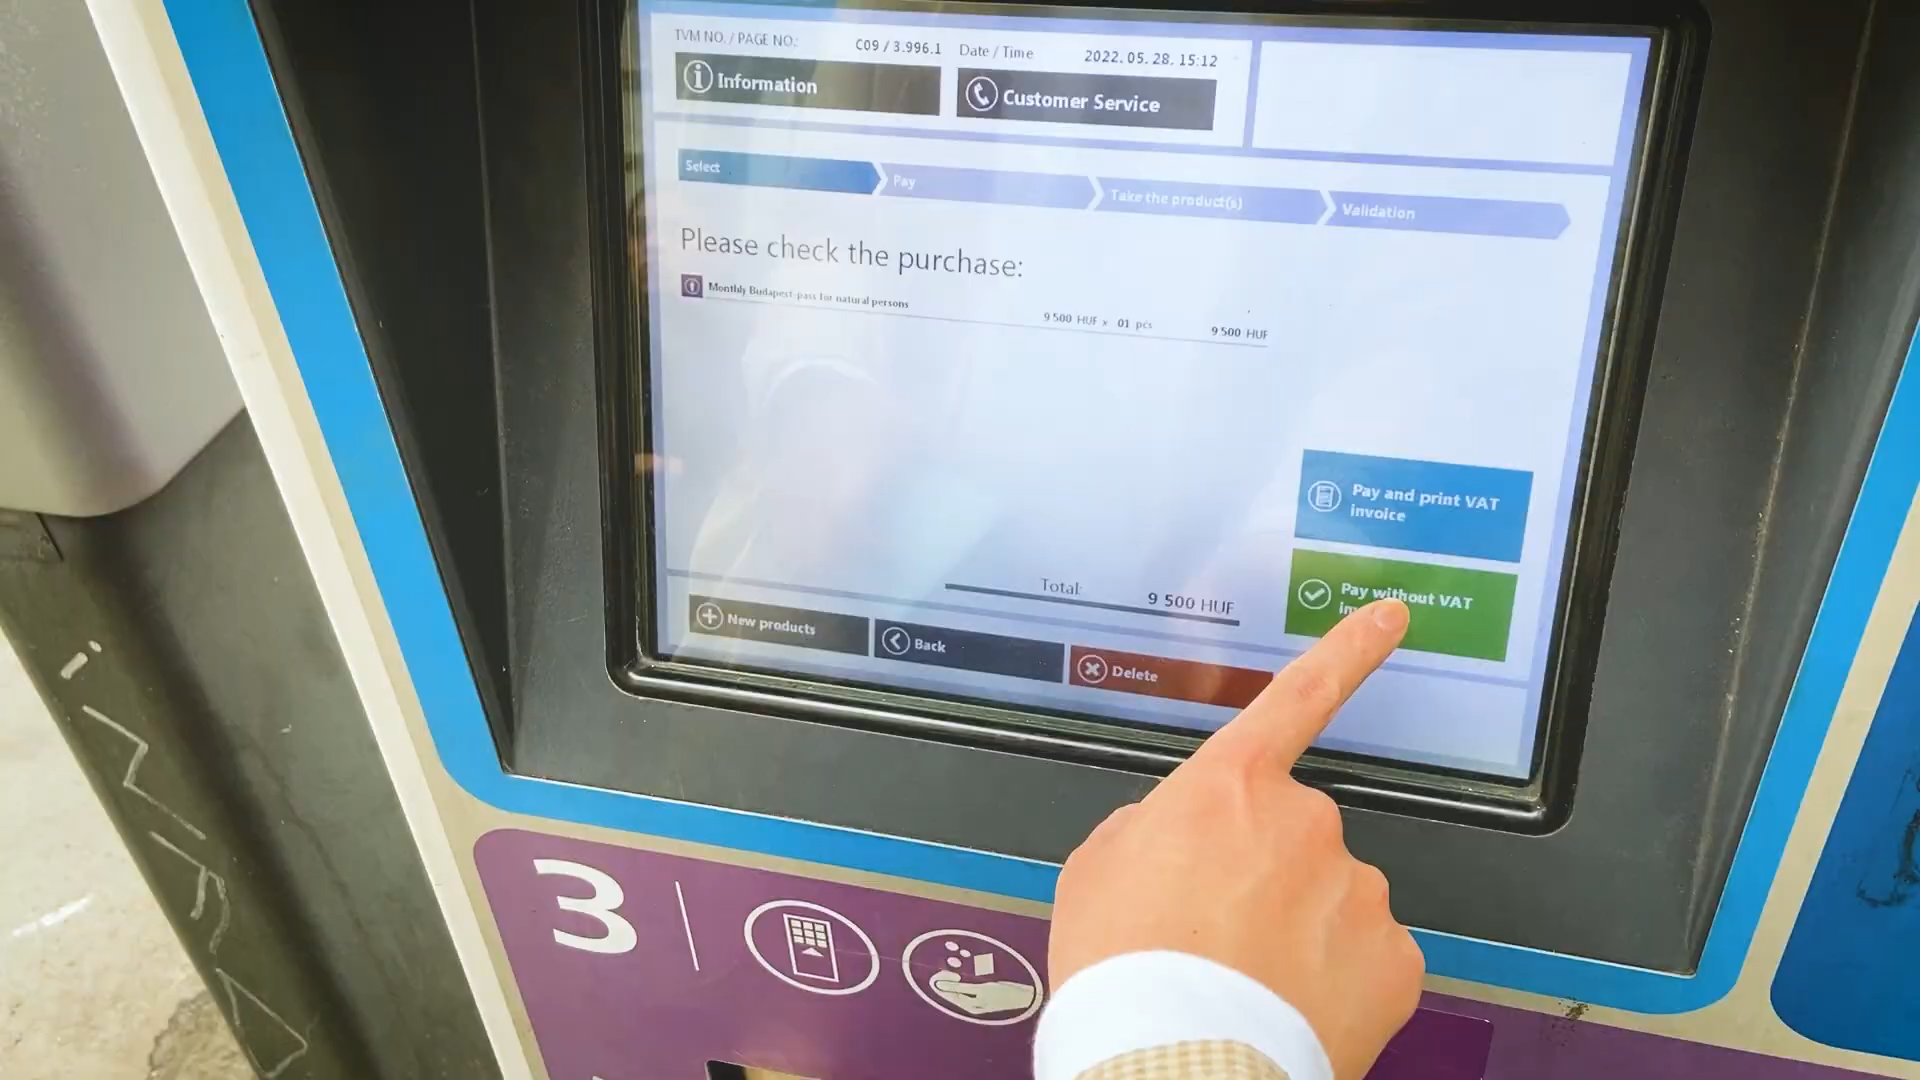 TVM NO. / PAGE NO.: C09 / 3.996.1 Date / Time 2022. 05. 28. 15:12
Information
Customer Service
Select
Pay
Take the product(s)
Validation
Please check the purchase:
Monthly Budapest-pass for natural persons
9 500 HUF x 01 pcs 9 500 HUF
Pay and print VAT
invoice
Total: 9 500 HUF
Pay without VAT
New products
Back
Delete
3